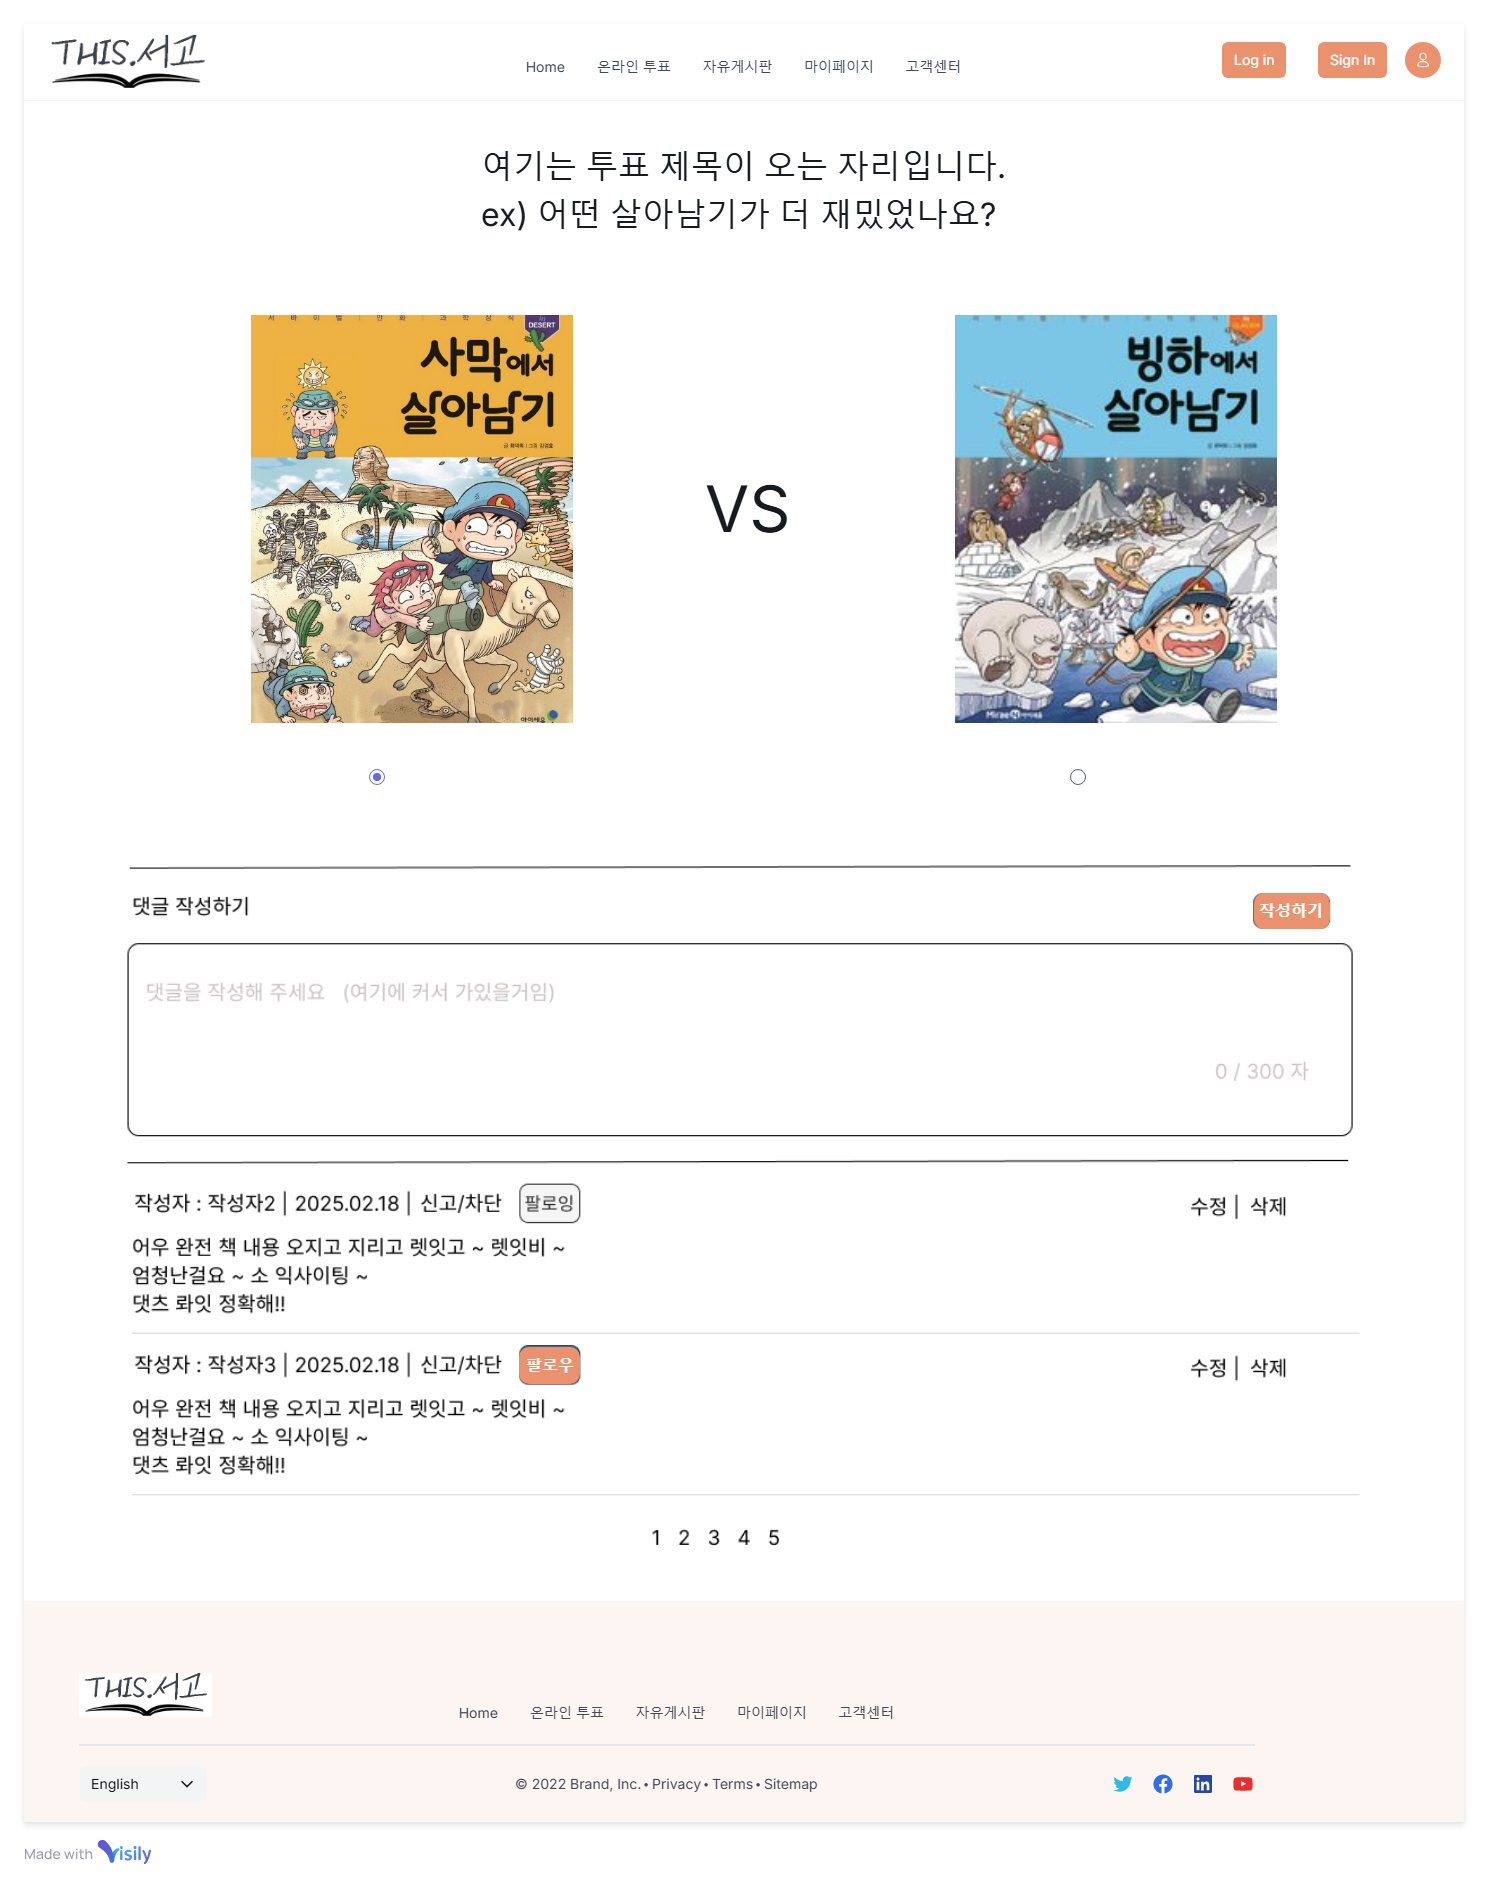 THIS.서고
Home 온라인 투표 자유게시판 마이페이지 고객센터
Log in Sign In
여기는 투표 제목이 오는 자리입니다.
ex) 어떤 살아남기가 더 재밌었나요?
서 바 이 벌 | 만 화 | 과 학 상 식
DESERT
사막에서
살아남기
아이세움
VS
빙하에서
살아남기
Mirae N 아이세움
댓글 작성하기
작성하기
댓글을 작성해 주세요 (여기에 커서 가있을거임)
0 / 300 자
작성자 : 작성자2 | 2025.02.18 | 신고/차단 팔로잉 수정 | 삭제
어우 완전 책 내용 오지고 지리고 렛잇고 ~ 렛잇비 ~
엄청난걸요 ~ 소 익사이팅 ~
댓츠 롸잇 정확해!!
작성자 : 작성자3 | 2025.02.18 | 신고/차단 팔로우 수정 | 삭제
어우 완전 책 내용 오지고 지리고 렛잇고 ~ 렛잇비 ~
엄청난걸요 ~ 소 익사이팅 ~
댓츠 롸잇 정확해!!
1 2 3 4 5
THIS.서고
Home 온라인 투표 자유게시판 마이페이지 고객센터
English
© 2022 Brand, Inc. • Privacy • Terms • Sitemap
Made with Visily